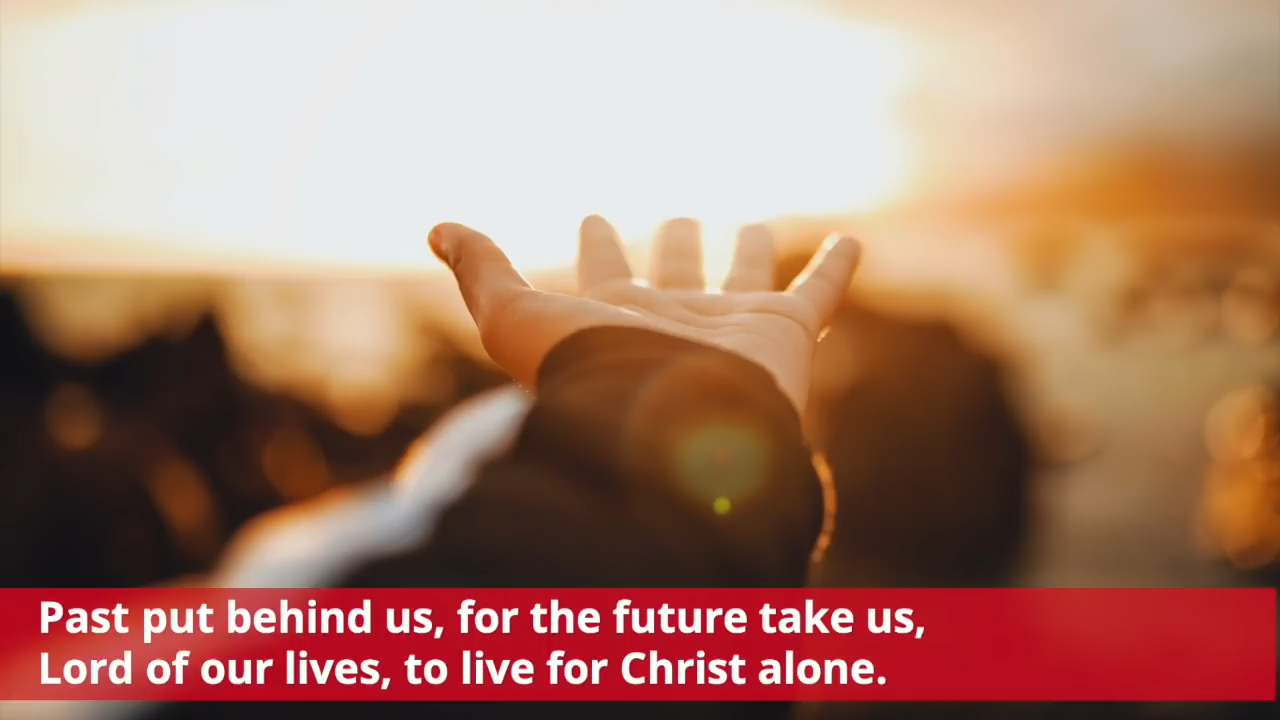 Past put behind us, for the future take us,
Lord of our lives, to live for Christ alone.